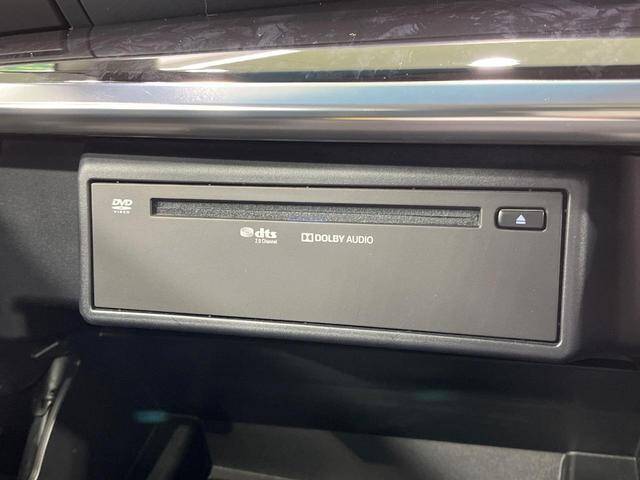 DVD
VIDEO
dts
2.0 Channel
DOLBY AUDIO